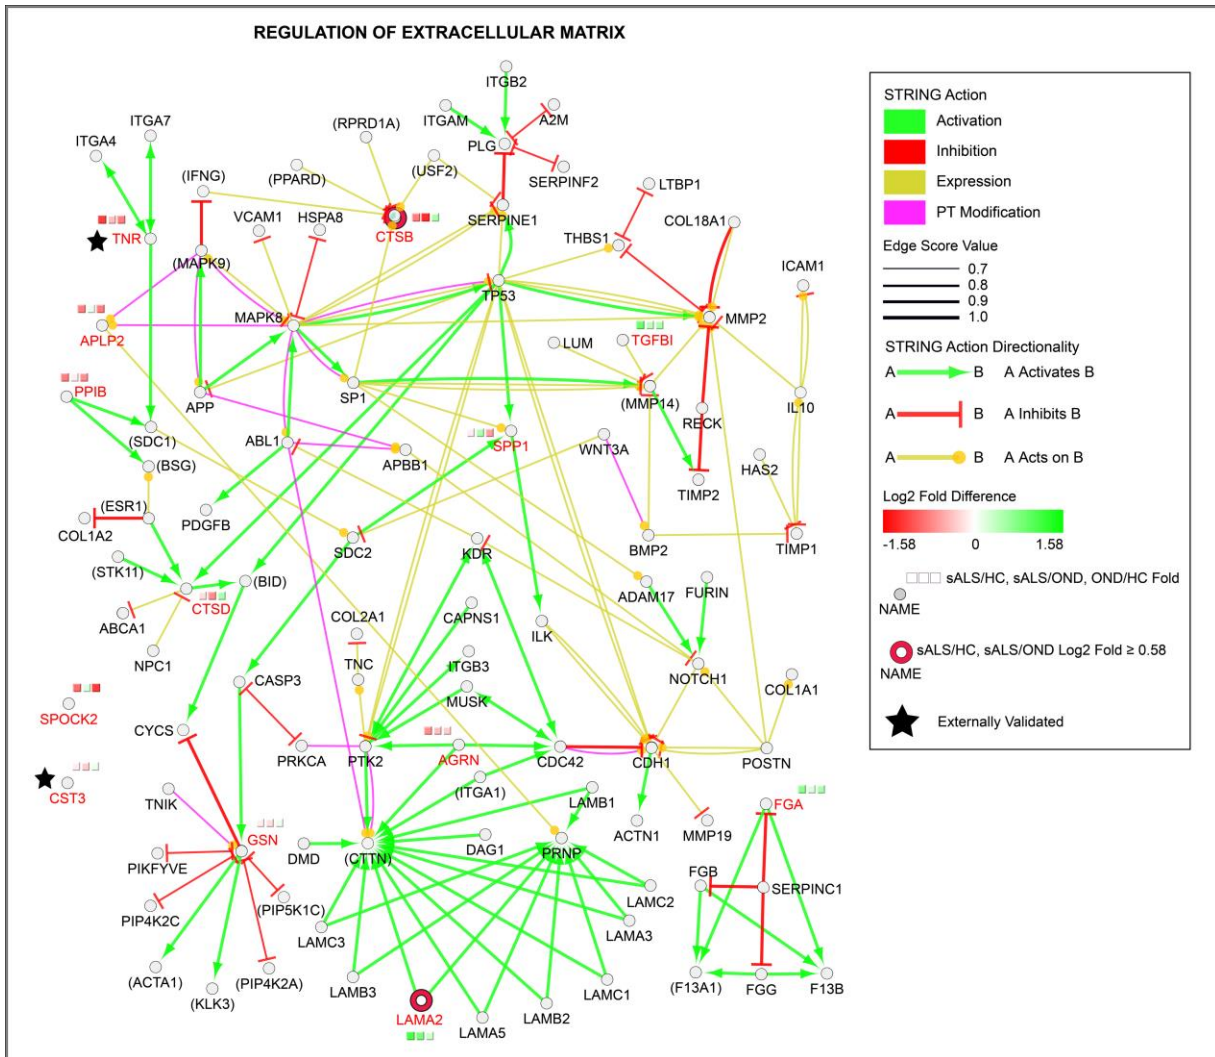 REGULATION OF EXTRACELLULAR MATRIX
ITGB2
ITGA7
ITGA4
(RPRD1A)
ITGAM
A2M
PLG
(IFNG)
(PPARD)
(USF2)
SERPINF2
LTBP1
VCAM1
HSPA8
CTSB
SERPINE1
COL18A1
TNR
THBS1
(MAPK9)
ICAM1
TP53
MAPK8
MMP2
APLP2
LUM
TGFBI
PPIB
APP
SP1
(MMP14)
RECK
IL10
(SDC1)
ABL1
APBB1
SPP1
WNT3A
(BSG)
HAS2
TIMP2
(ESR1)
PDGFB
COL1A2
SDC2
KDR
BMP2
TIMP1
(STK11)
(BID)
CTSD
ADAM17
FURIN
ABCA1
COL2A1
CAPNS1
ILK
NPC1
TNC
ITGB3
NOTCH1
CASP3
MUSK
COL1A1
SPOCK2
CYCS
PRKCA
PTK2
AGRN
CDC42
CDH1
POSTN
CST3
TNIK
(ITGA1)
LAMB1
FGA
ACTN1
MMP19
GSN
DMD
(CTTN)
DAG1
PRNP
PIKFYVE
FGB
SERPINC1
PIP4K2C
(PIP5K1C)
LAMC2
LAMC3
LAMA3
(ACTA1)
(KLK3)
(PIP4K2A)
LAMB3
LAMC1
(F13A1)
FGG
F13B
LAMA2
LAMA5
LAMB2
STRING Action
Activation
Inhibition
Expression
PT Modification
Edge Score Value
0.7
0.8
0.9
1.0
STRING Action Directionality
A B A Activates B
A B A Inhibits B
A B A Acts on B
Log2 Fold Difference
-1.58 0 1.58
sALS/HC, sALS/OND, OND/HC Fold
NAME
sALS/HC, sALS/OND Log2 Fold ≥ 0.58
NAME
Externally Validated